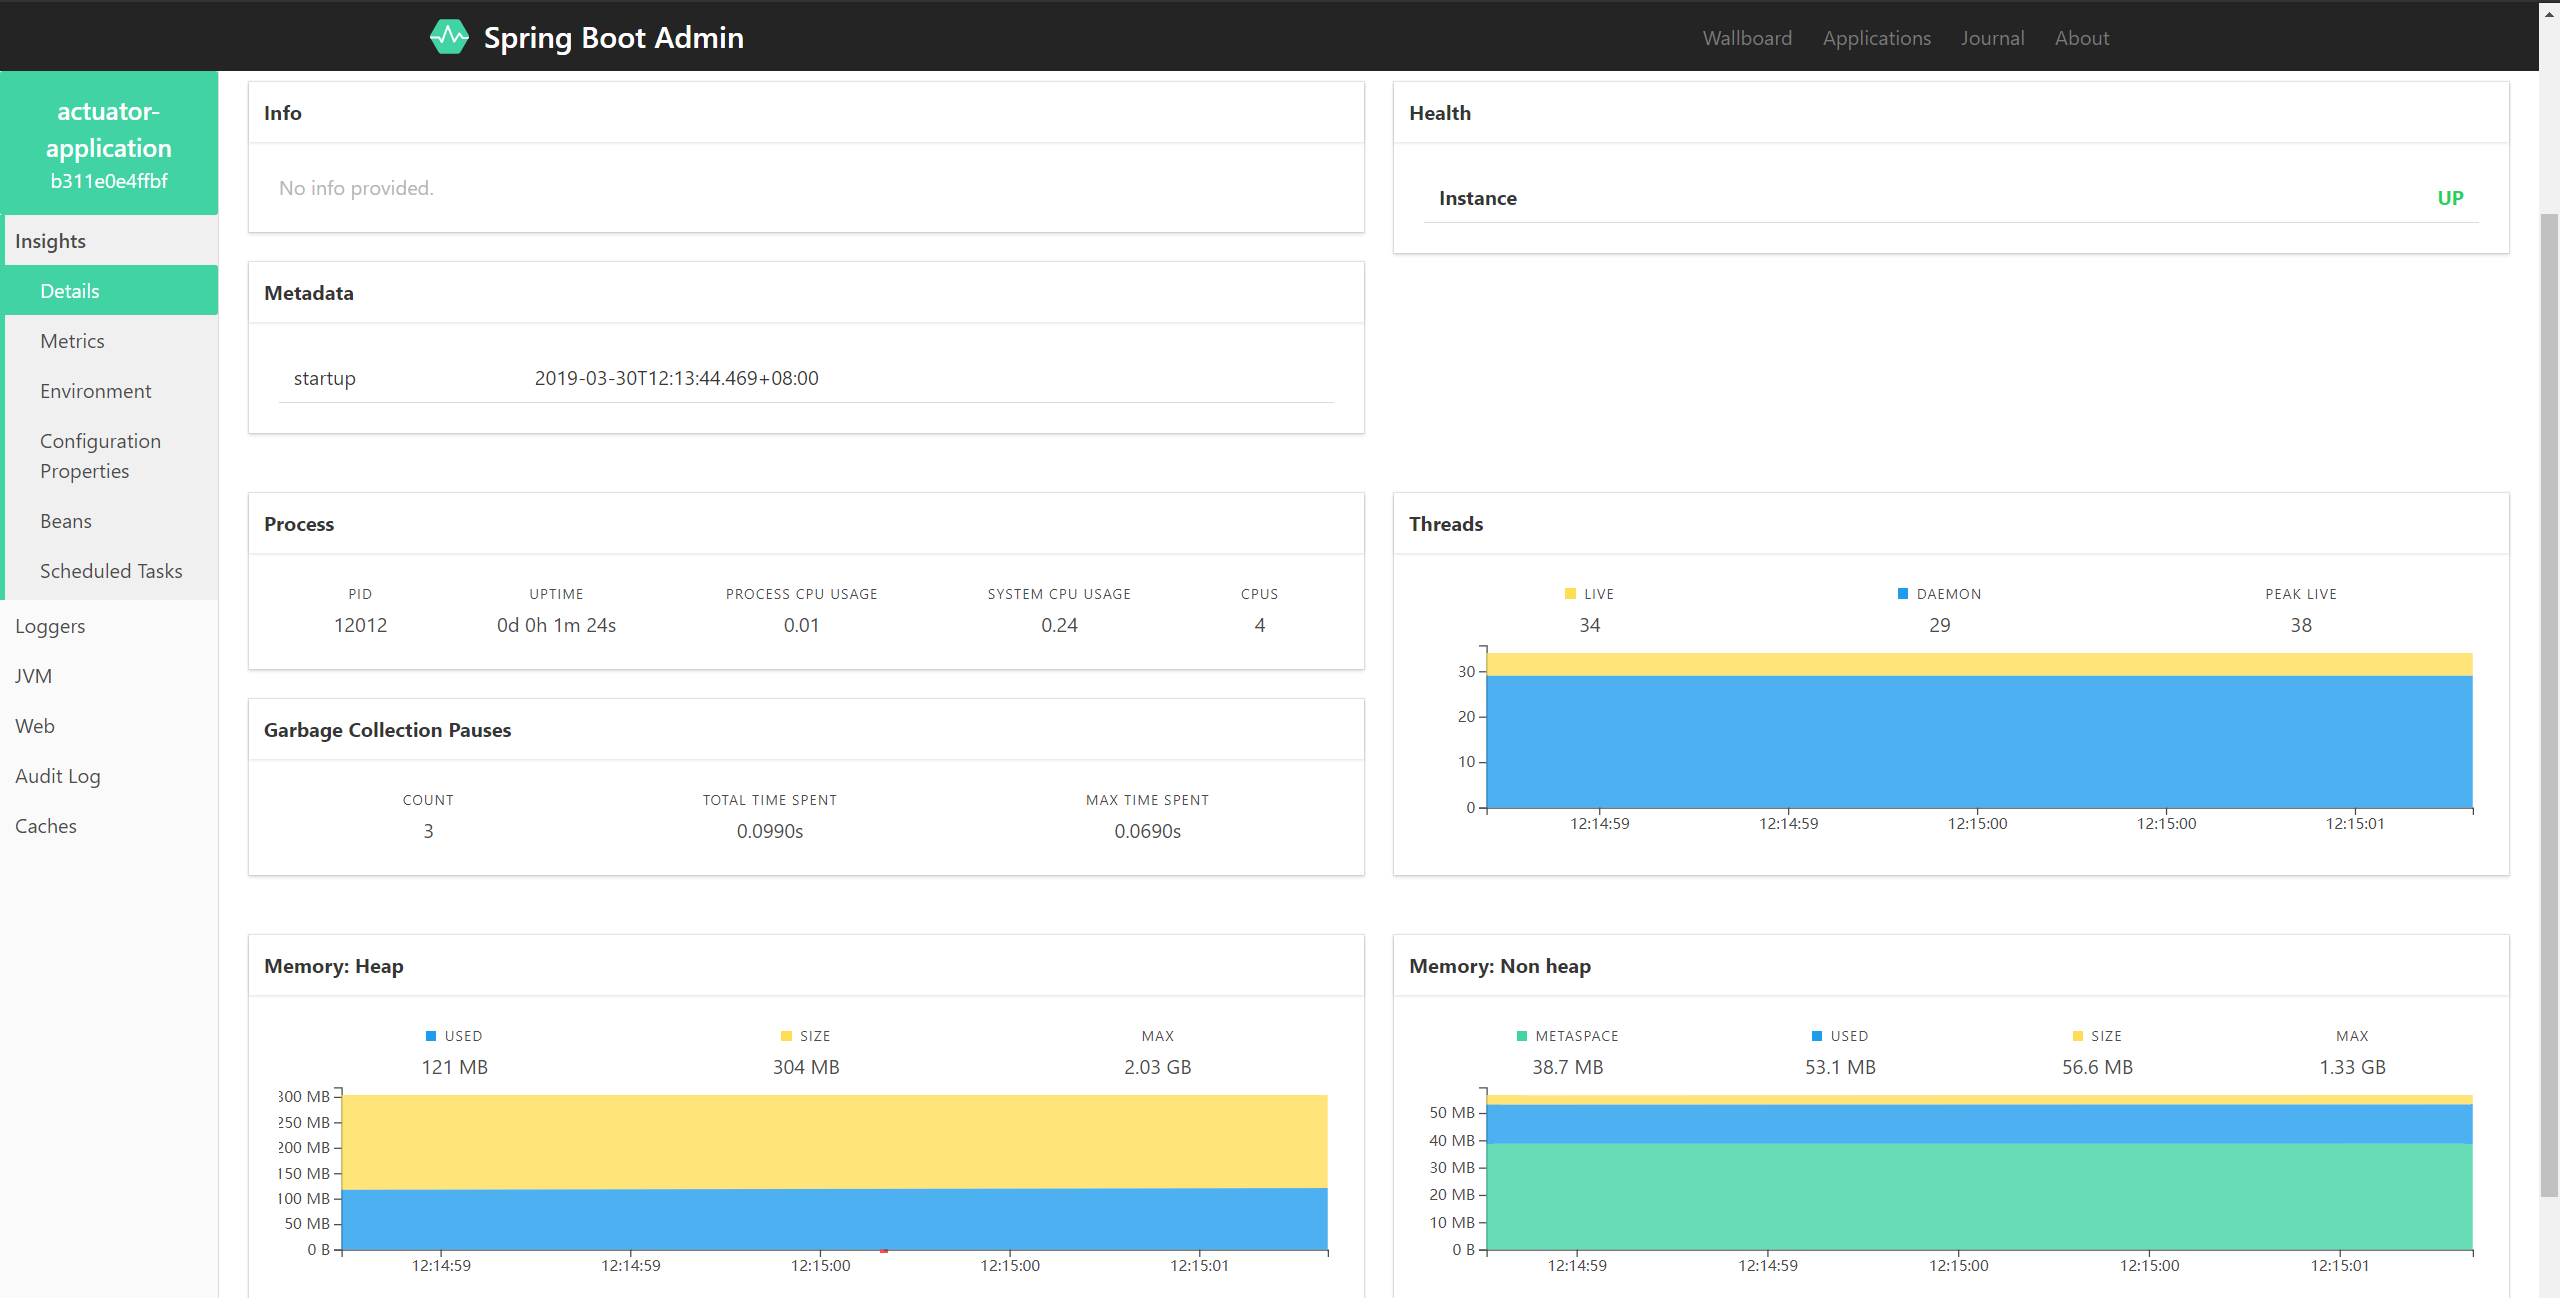 Spring Boot Admin
Wallboard Applications Journal About
actuator-
application
b311e0e4ffbf
Insights
Details
Metrics
Environment
Configuration
Properties
Beans
Scheduled Tasks
Loggers
JVM
Web
Audit Log
Caches
Info
No info provided.
Health
Instance UP
Metadata
startup 2019-03-30T12:13:44.469+08:00
Process
PID UPTIME PROCESS CPU USAGE SYSTEM CPU USAGE CPUS
12012 0d 0h 1m 24s 0.01 0.24 4
Threads
LIVE DAEMON PEAK LIVE
34 29 38
30
20
10
0
12:14:59 12:14:59 12:15:00 12:15:00 12:15:01
Garbage Collection Pauses
COUNT TOTAL TIME SPENT MAX TIME SPENT
3 0.0990s 0.0690s
Memory: Heap
USED SIZE MAX
121 MB 304 MB 2.03 GB
300 MB
250 MB
200 MB
150 MB
100 MB
50 MB
0 B
12:14:59 12:14:59 12:15:00 12:15:00 12:15:01
Memory: Non heap
METASPACE USED SIZE MAX
38.7 MB 53.1 MB 56.6 MB 1.33 GB
50 MB
40 MB
30 MB
20 MB
10 MB
0 B
12:14:59 12:14:59 12:15:00 12:15:00 12:15:01